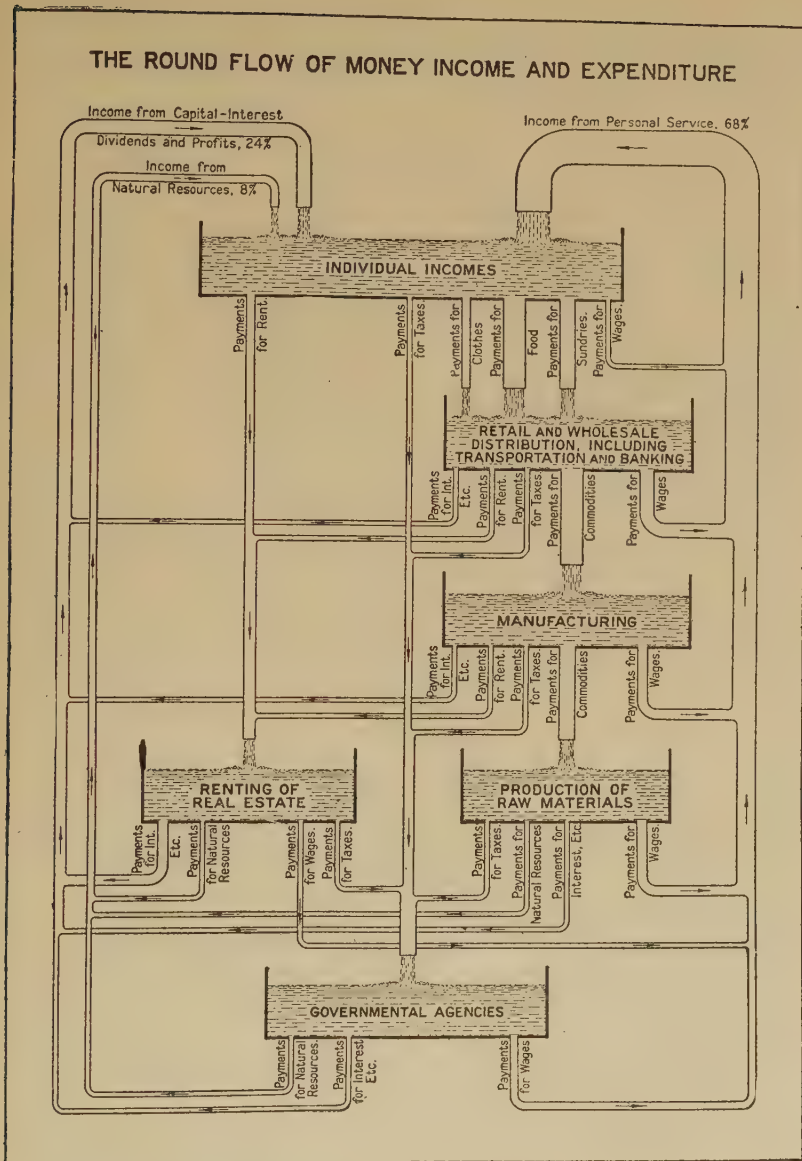 THE ROUND FLOW OF MONEY INCOME AND EXPENDITURE
Income from Capital-Interest
Dividends and Profits, 24%
Income from
Natural Resources, 8%
Income from Personal Service, 68%
INDIVIDUAL INCOMES
Payments
for Rent.
Payments
for Taxes.
Payments for
Clothes
Payments for
Food
Payments for
Sundries.
Payments for
Wages.
RETAIL AND WHOLESALE
DISTRIBUTION, INCLUDING
TRANSPORTATION AND BANKING
Payments
for Int.
Etc.
Payments
for Rent.
Payments
for Taxes.
Payments for
Commodities
Payments for
Wages
MANUFACTURING
Payments
for Int.
Etc.
Payments
for Rent.
Payments
for Taxes.
Payments for
Commodities
Payments for
Wages.
RENTING OF
REAL ESTATE
Payments
for Int.
Etc.
Payments
for Natural
Resources
Payments
for Wages.
Payments
for Taxes.
PRODUCTION OF
RAW MATERIALS
Payments
for Taxes.
Payments for
Natural Resources
Payments for
Interest, Etc.
Payments for
Wages.
GOVERNMENTAL AGENCIES
Payments
for Natural
Resources.
Payments
for Interest
Etc.
Payments
for Wages